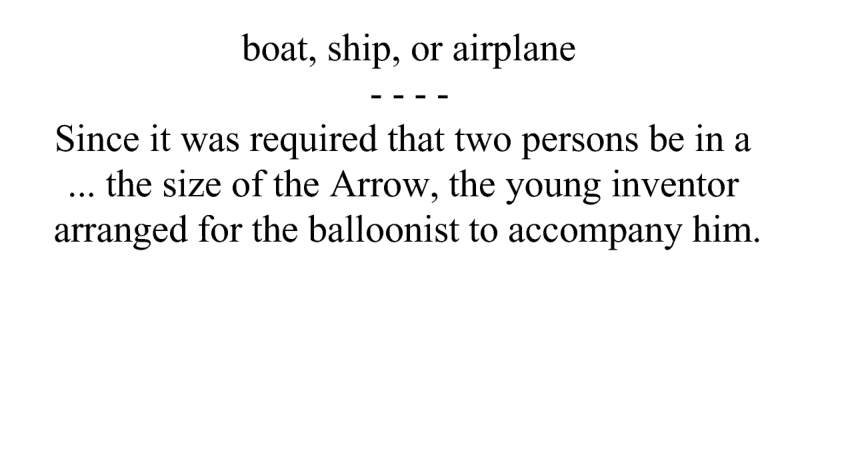 boat, ship, or airplane
- - - -
Since it was required that two persons be in a
... the size of the Arrow, the young inventor
arranged for the balloonist to accompany him.